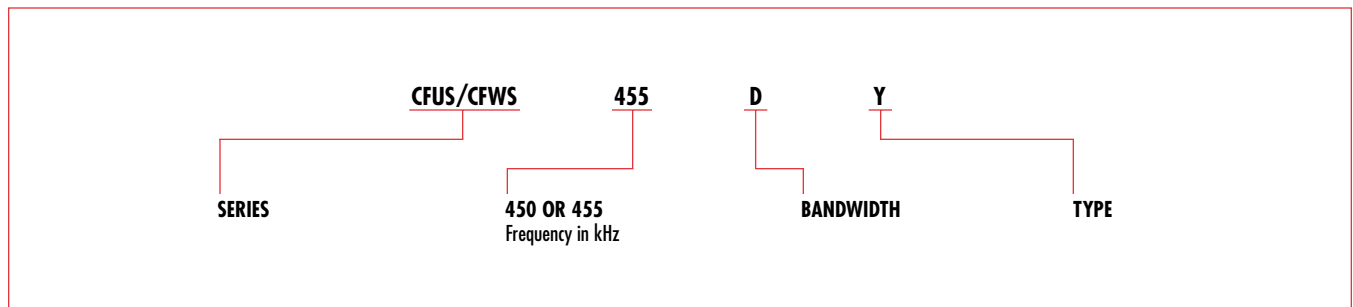 CFUS/CFWS 455 D Y
SERIES 450 OR 455 BANDWIDTH TYPE
Frequency in kHz